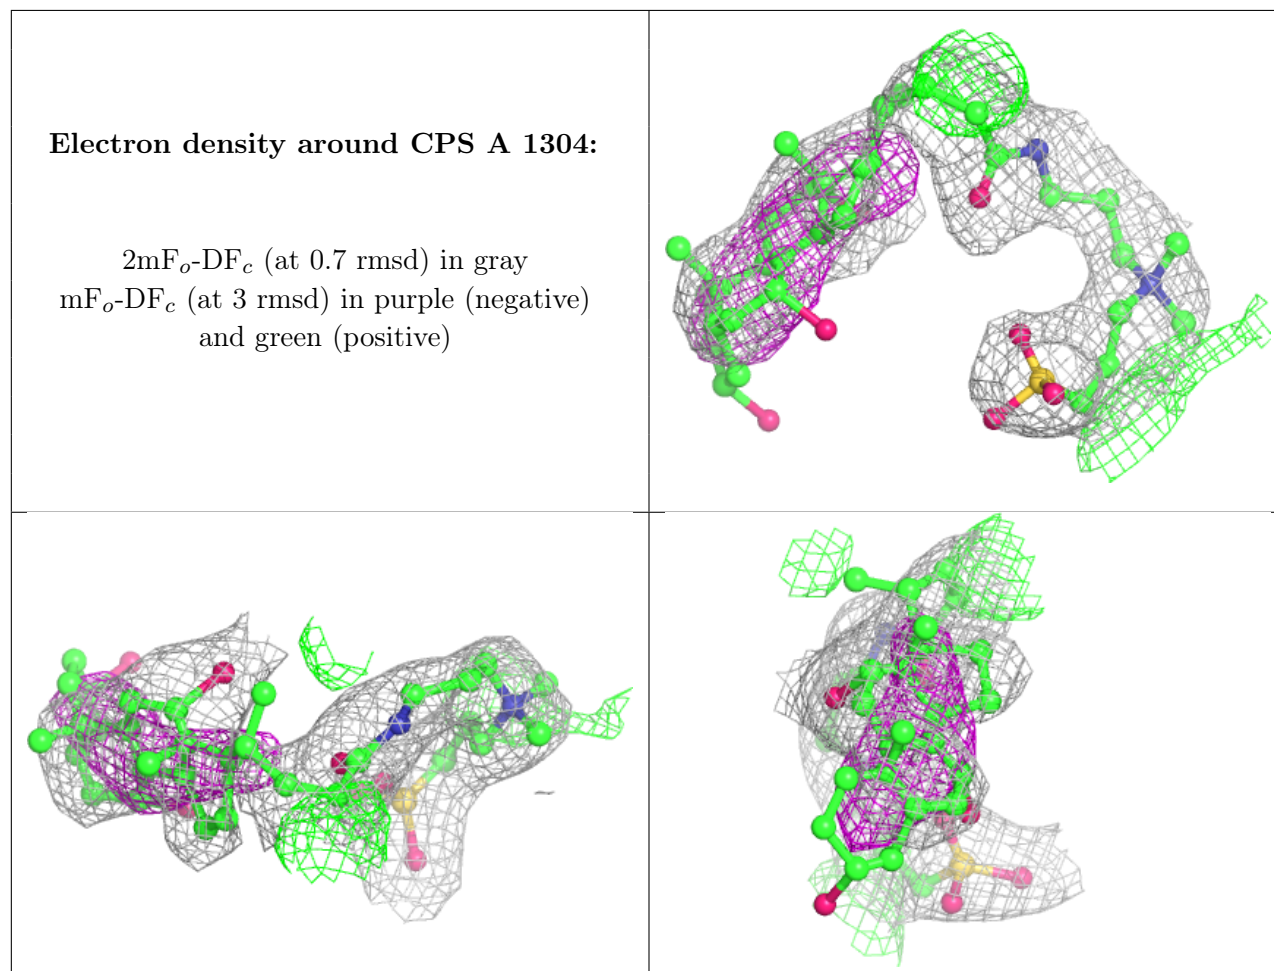 Electron density around CPS A 1304:
2mFo-DFc (at 0.7 rmsd) in gray
mFo-DFc (at 3 rmsd) in purple (negative)
and green (positive)